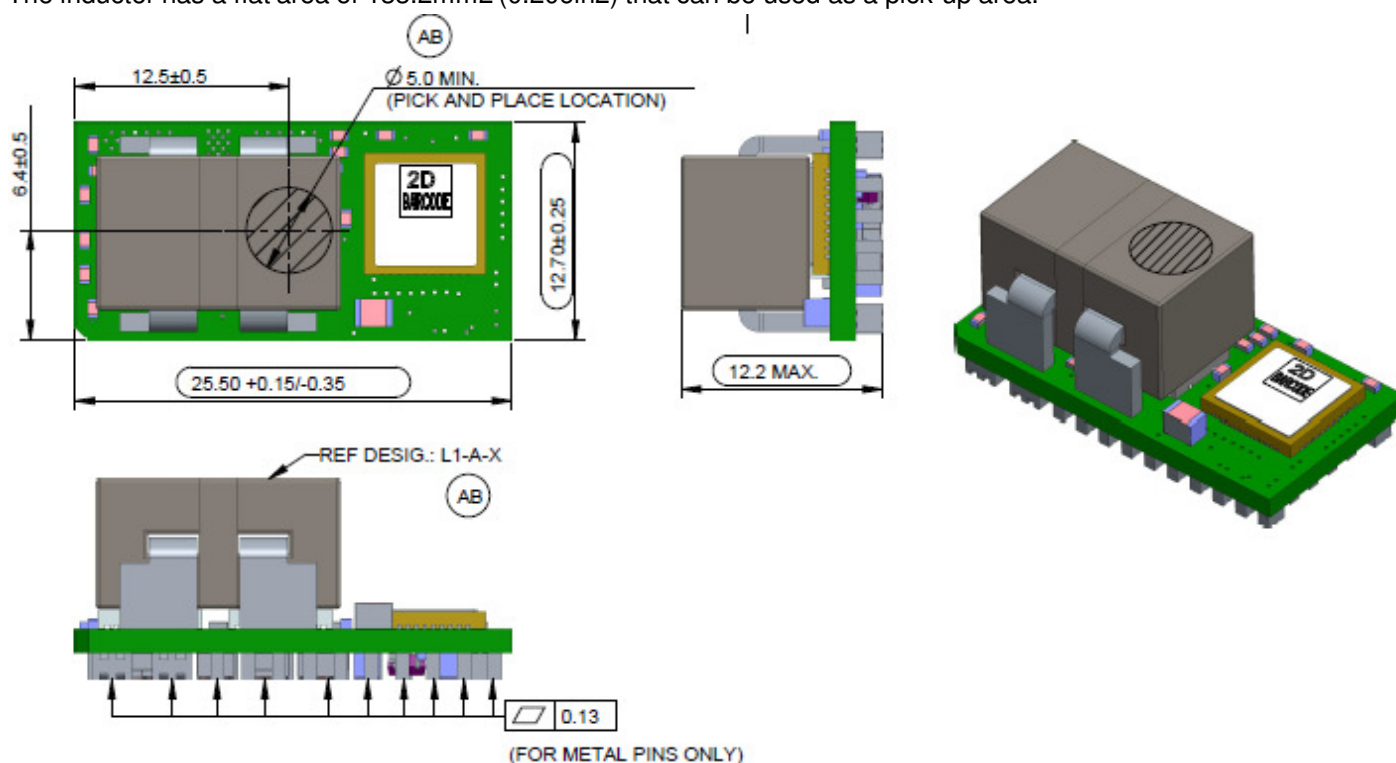 AB
12.5±0.5
Ø 5.0 MIN.
(PICK AND PLACE LOCATION)
6.4±0.5
2D
BARCODE
12.70±0.25
25.50 +0.15/-0.35
12.2 MAX.
2D
BARCODE
REF DESIG.: L1-A-X
AB
0.13
(FOR METAL PINS ONLY)